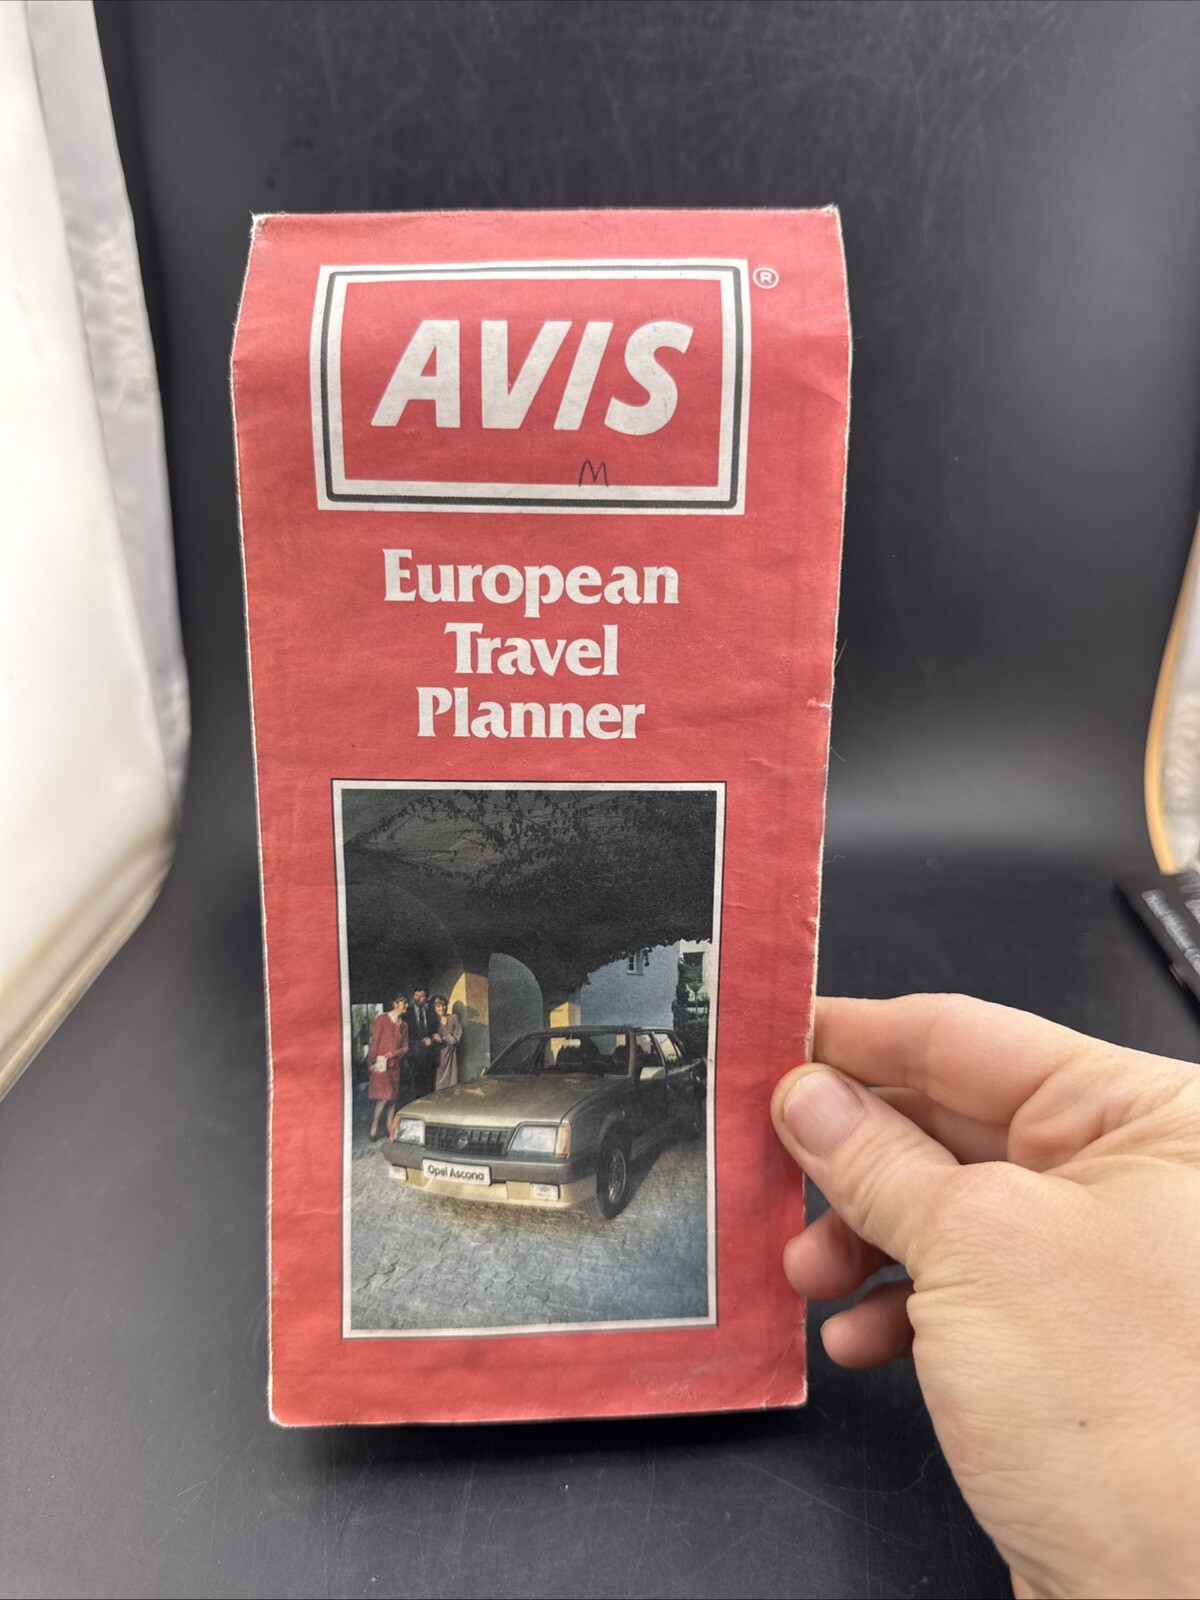 AVIS
®
M
European
Travel
Planner
Opel Ascona